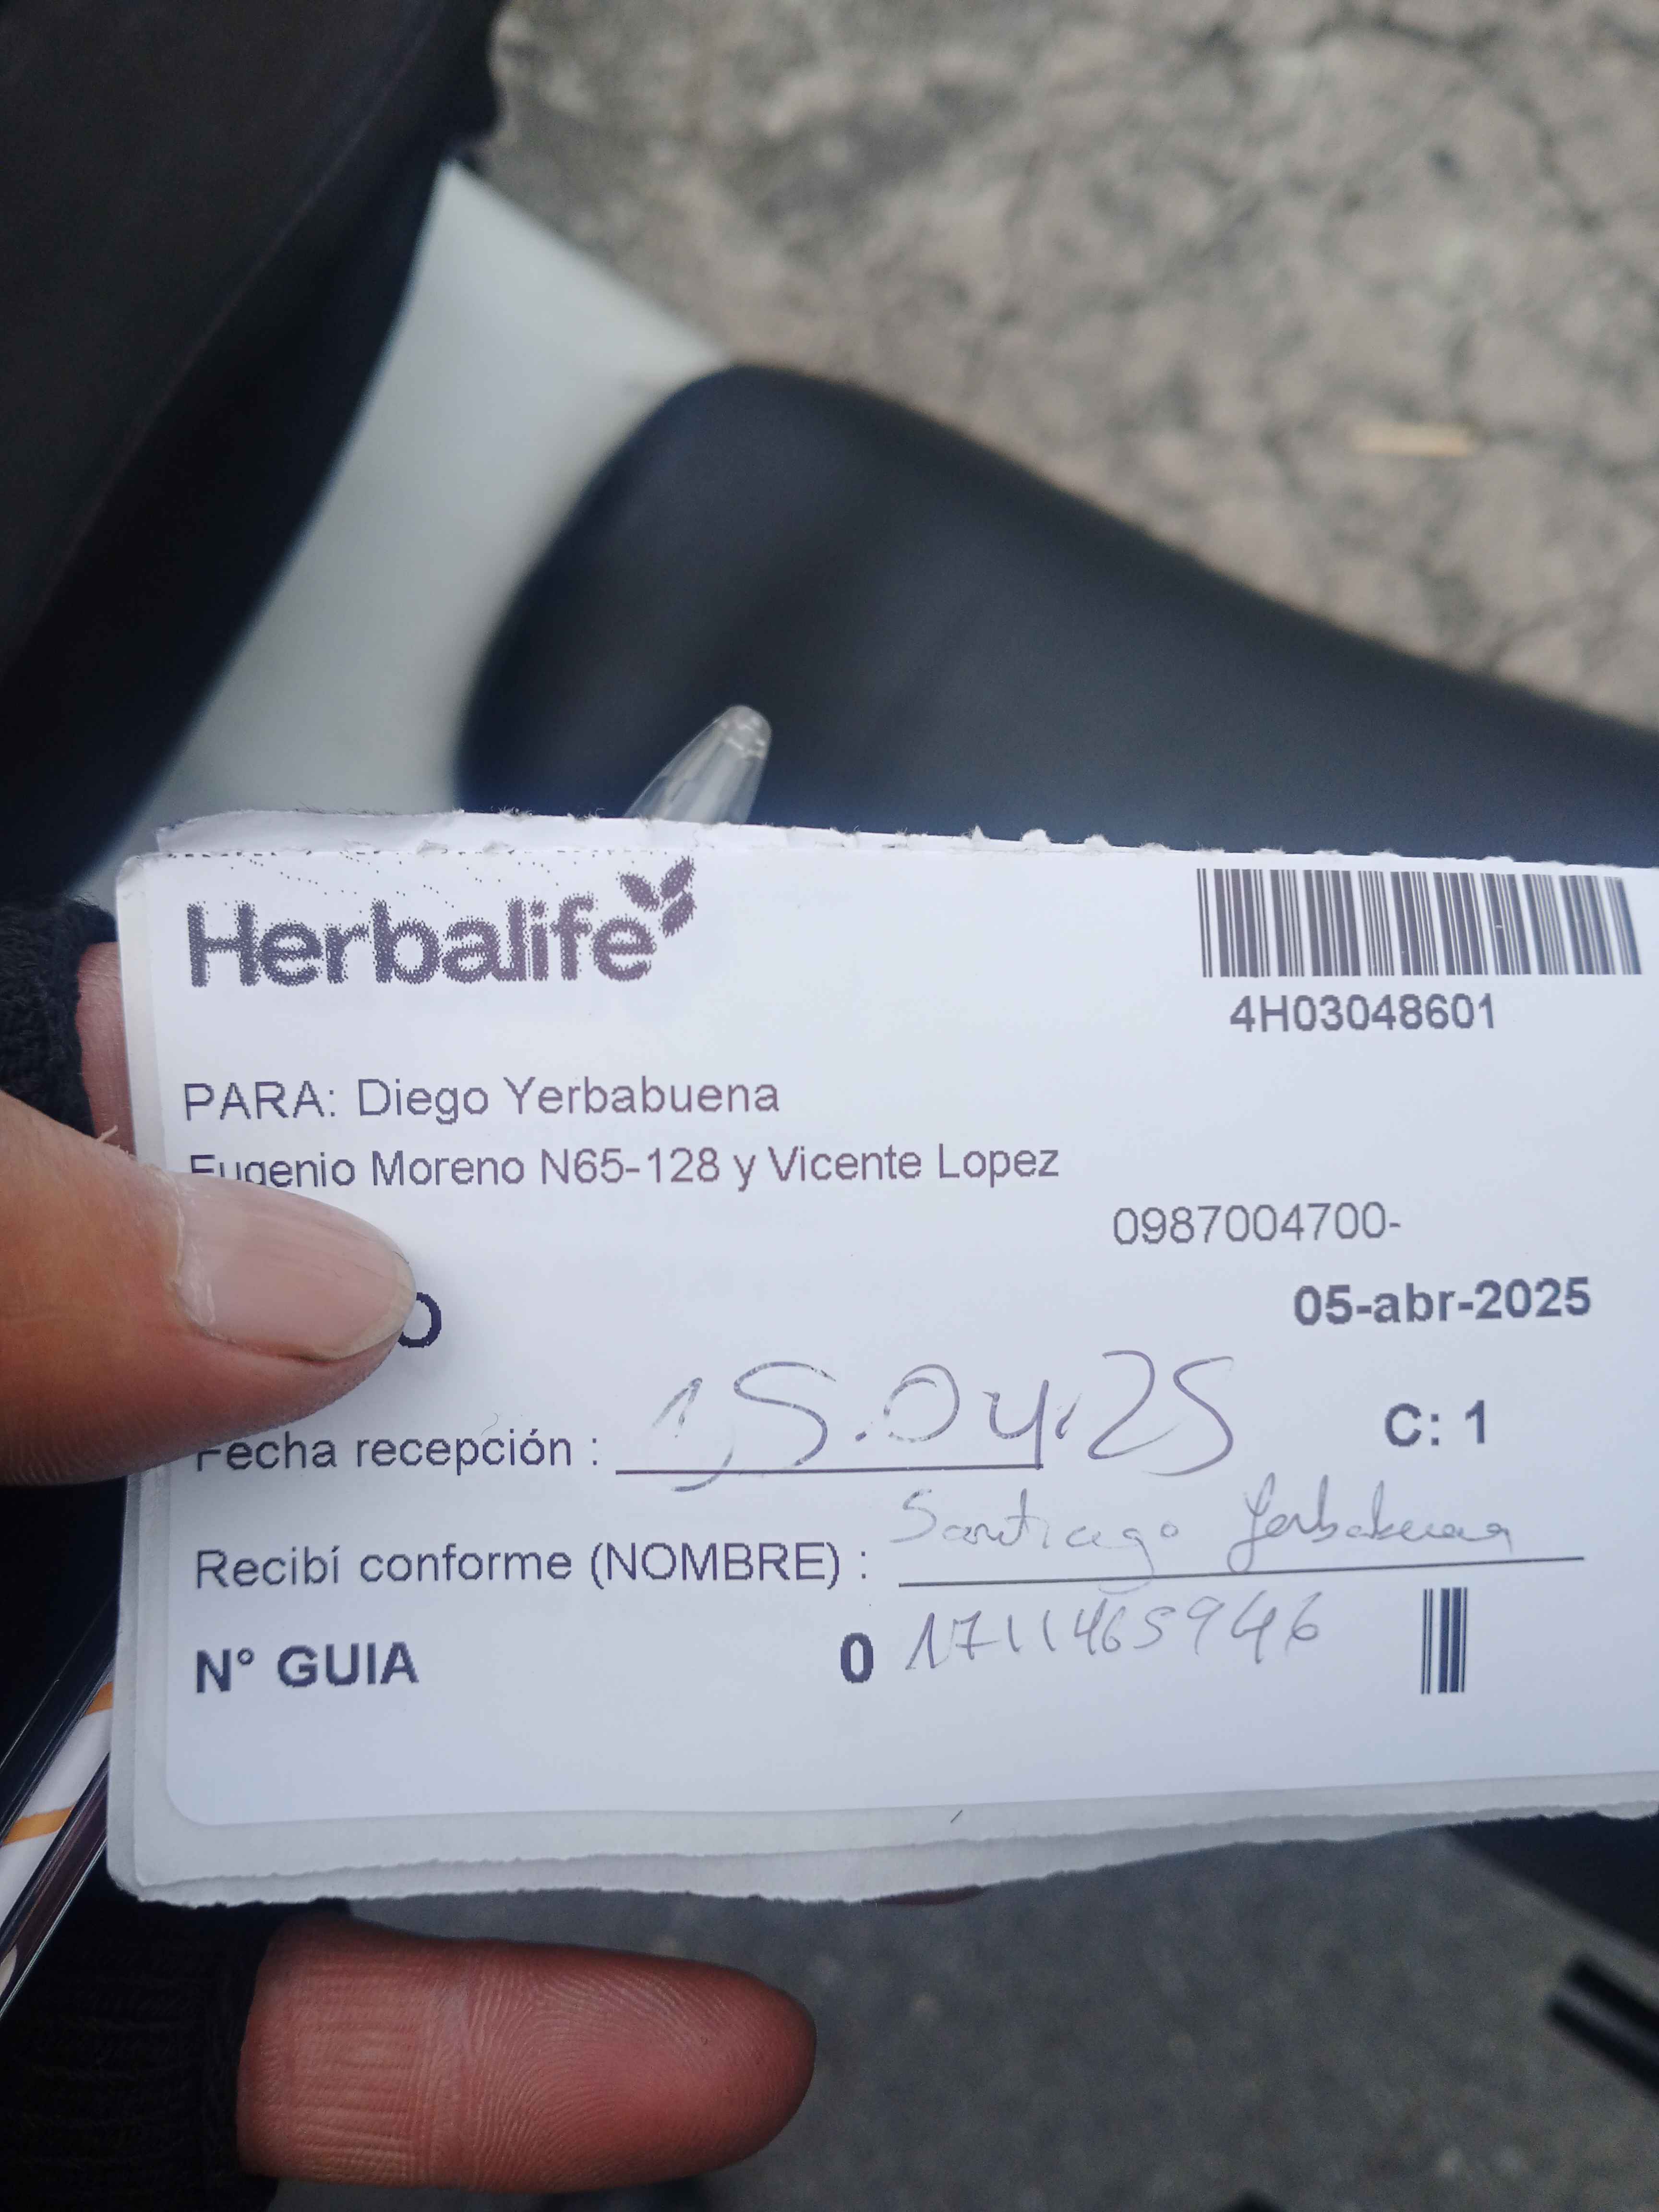 Herbalife
4H03048601
PARA: Diego Yerbabuena
Eugenio Moreno N65-128 y Vicente Lopez
0987004700-
O
05-abr-2025
15.04.25
Fecha recepción :
C: 1
Santiago Yerbabuena
Recibí conforme (NOMBRE) :
N° GUIA 0